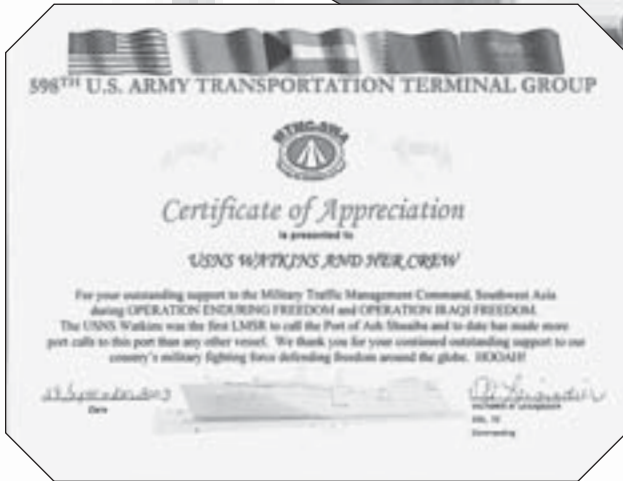 598TH U.S. ARMY TRANSPORTATION TERMINAL GROUP
MTMC-SWA
Certificate of Appreciation
is presented to
USNS WATKINS AND HER CREW
For your outstanding support to the Military Traffic Management Command, Southwest Asia
during OPERATION ENDURING FREEDOM and OPERATION IRAQI FREEDOM.
The USNS Watkins was the first LMSR to call the Port of Ash Shuaiba and to date has made more
port calls to this port than any other vessel. We thank you for your continued outstanding support to our
country's military fighting force defending freedom around the globe. HOOAH!
Date
COL, TC
Commanding